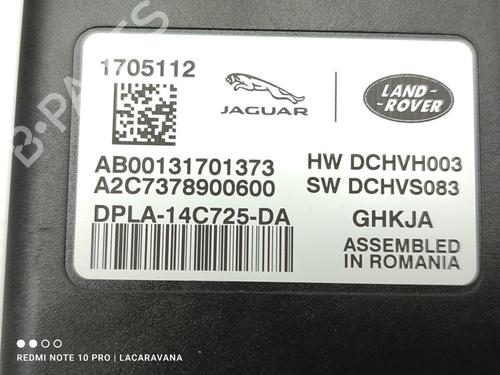 1705112
JAGUAR
LAND-
ROVER
AB00131701373
A2C7378900600
DPLA-14C725-DA
HW DCHVH003
SW DCHVS083
GHKJA
ASSEMBLED
IN ROMANIA
B-PARTS
REDMI NOTE 10 PRO | LACARAVANA